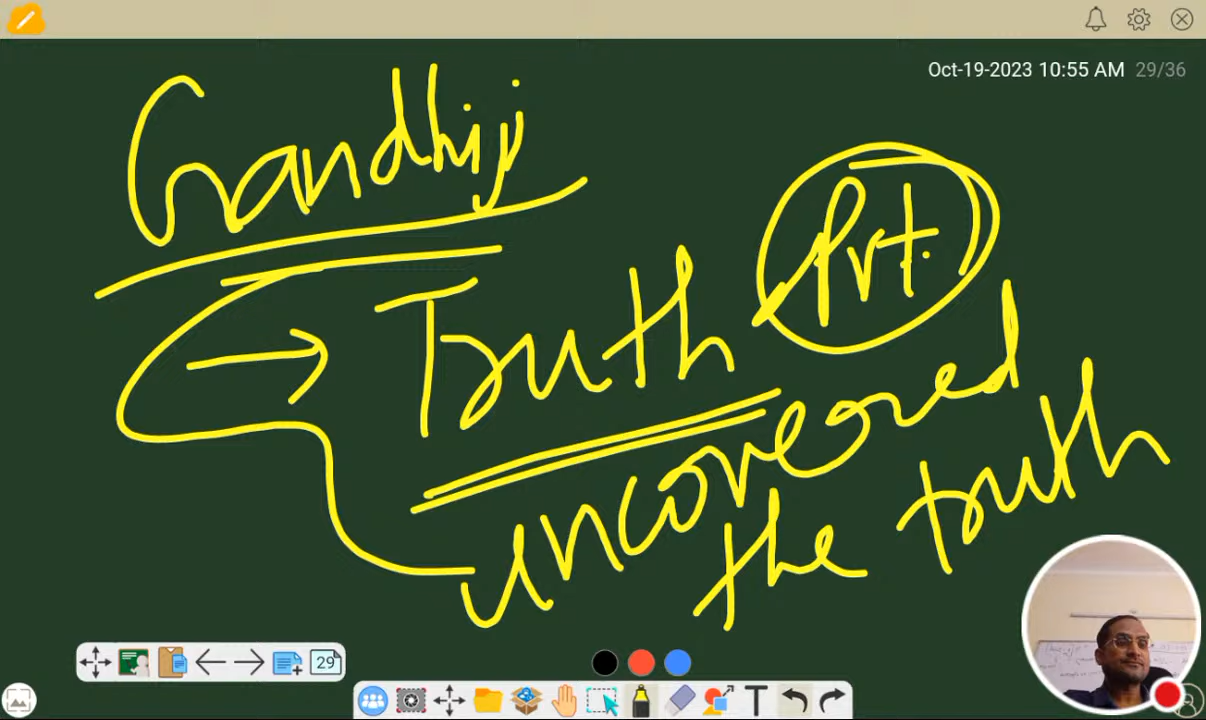 Oct-19-2023 10:55 AM 29/36
Gandhiji
Prt.
→ Truth
uncovered
the truth
29
T